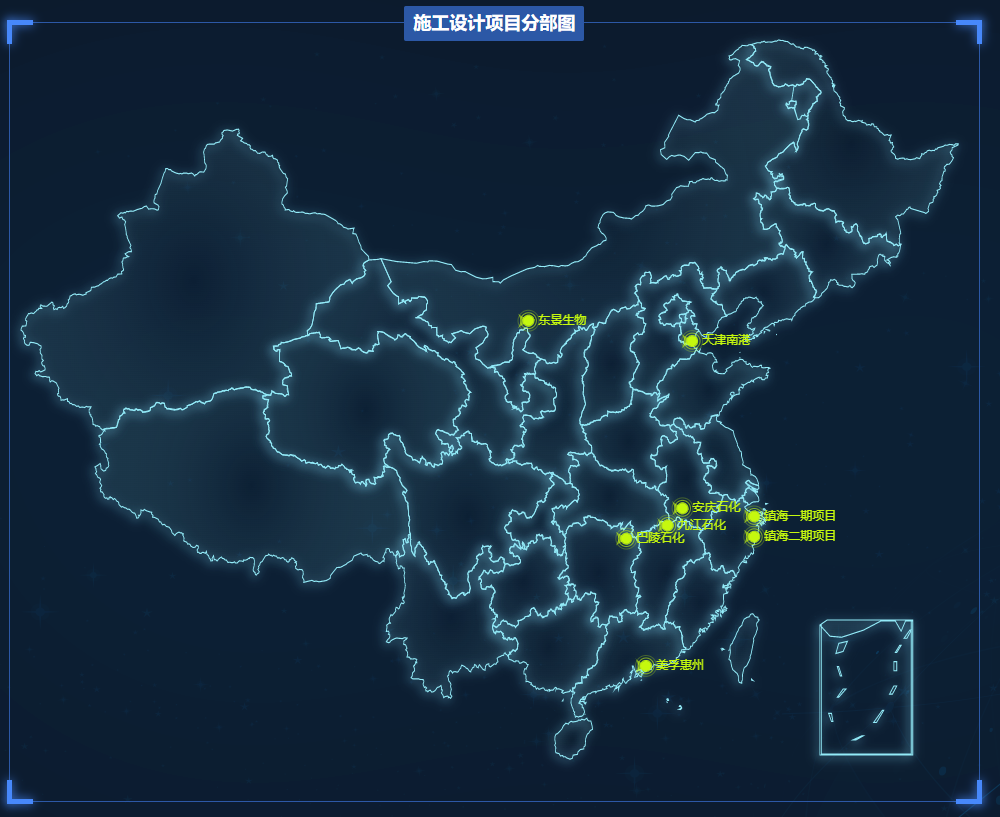 施工设计项目分部图
东景生物
天津南港
安庆石化
镇海一期项目
九江石化
巴陵石化
镇海二期项目
美孚惠州